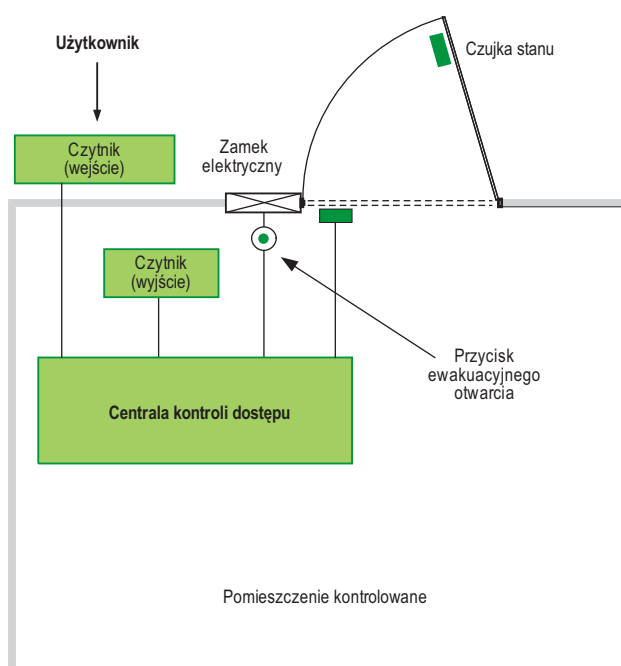 Użytkownik
Czujka stanu
Czytnik
(wejście)
Zamek
elektryczny
Czytnik
(wyjście)
Przycisk
ewakuacyjnego
otwarcia
Centrala kontroli dostępu
Pomieszczenie kontrolowane